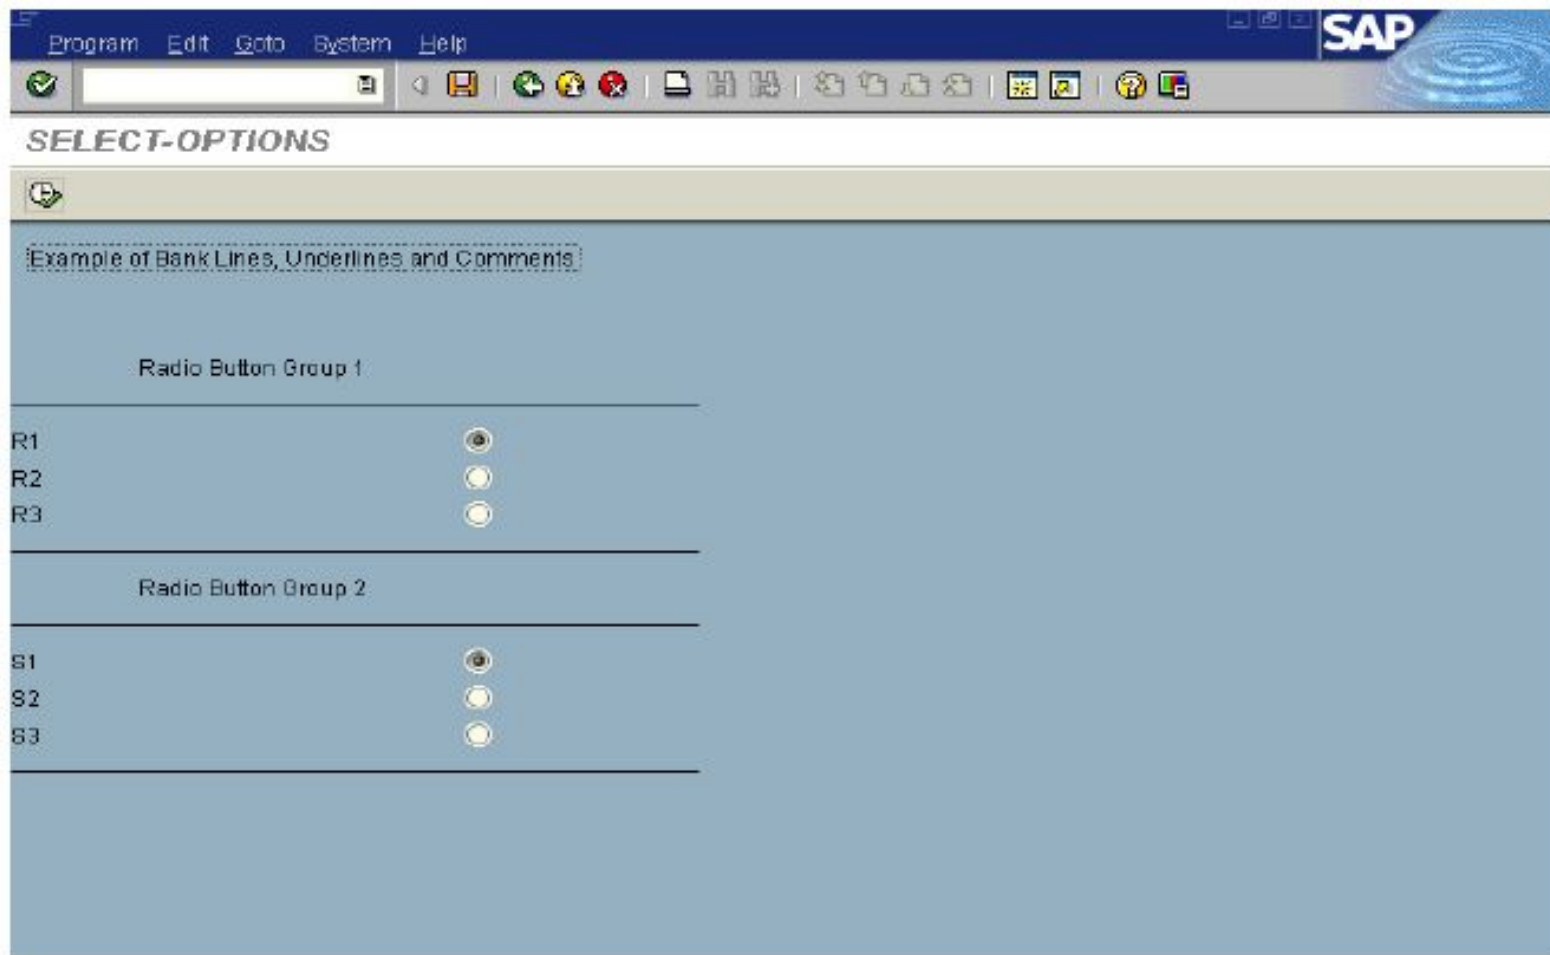 Program Edit Goto System Help
SAP
SELECT-OPTIONS
Example of Bank Lines, Underlines and Comments
Radio Button Group 1
R1
R2
R3
Radio Button Group 2
S1
S2
S3